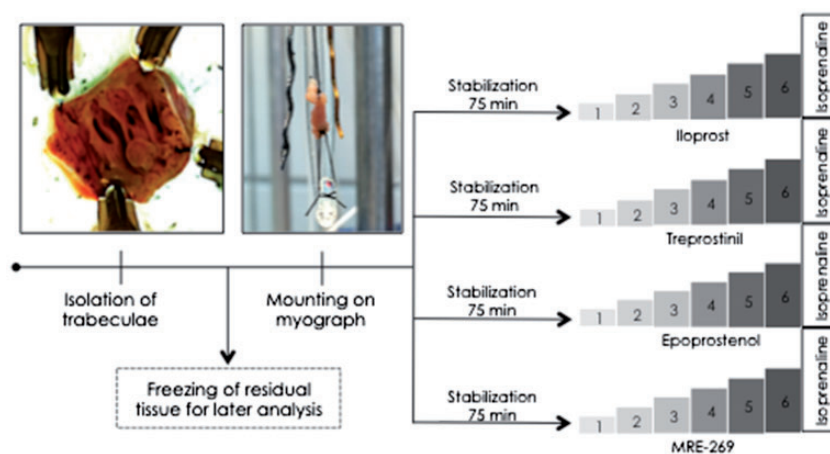 Isolation of
trabeculae
Mounting on
myograph
Freezing of residual
tissue for later analysis
Stabilization
75 min
1 2 3 4 5 6
Iloprost
Isoprenaline
Stabilization
75 min
1 2 3 4 5 6
Treprostinil
Isoprenaline
Stabilization
75 min
1 2 3 4 5 6
Epoprostenol
Isoprenaline
Stabilization
75 min
1 2 3 4 5 6
MRE-269
Isoprenaline